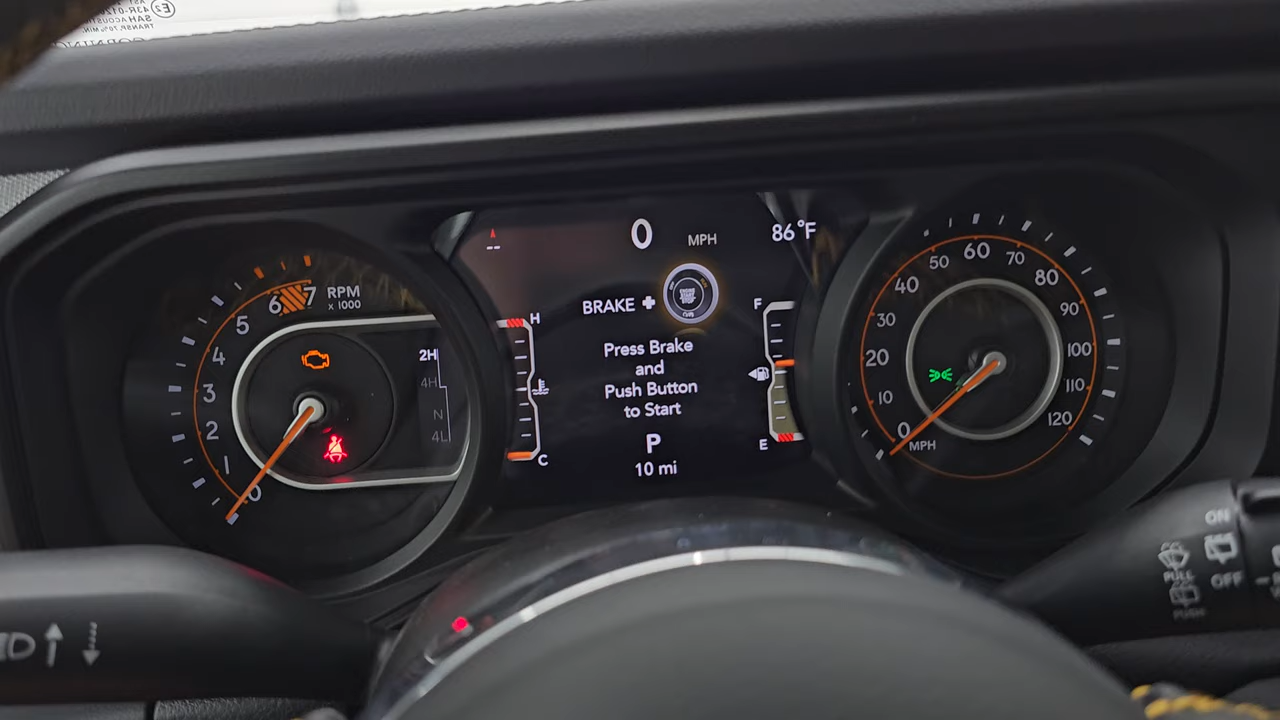 0 MPH 86°F
BRAKE +
Press Brake
and
Push Button
to Start
P
10 mi
H
C
F
E
7
6
5
4
3
2
1
0
RPM
x 1000
2H
4H
N
4L
0
10
20
30
40
50
60
70
80
90
100
110
120
MPH
ON
OFF
PULL
PUSH